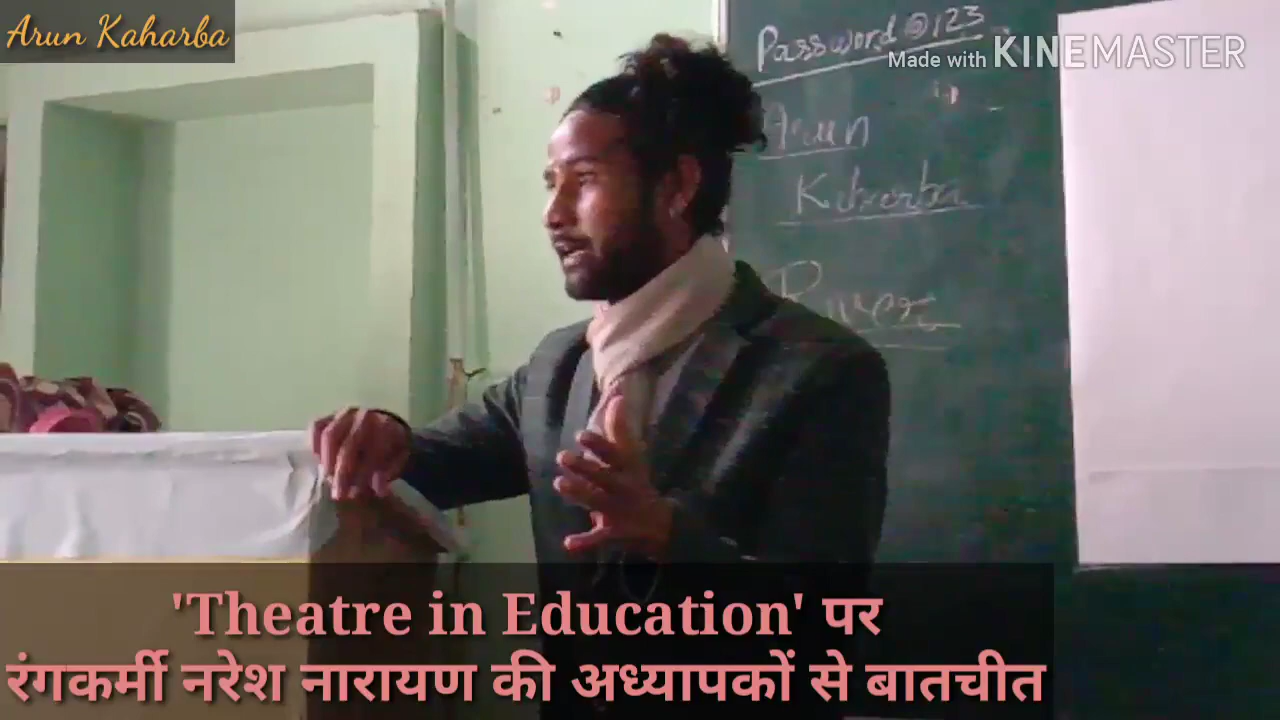 Arun Kaharba
Password @123
Made with KINEMASTER
Arun
Kaharba
'Theatre in Education' पर
रंगकर्मी नरेश नारायण की अध्यापकों से बातचीत